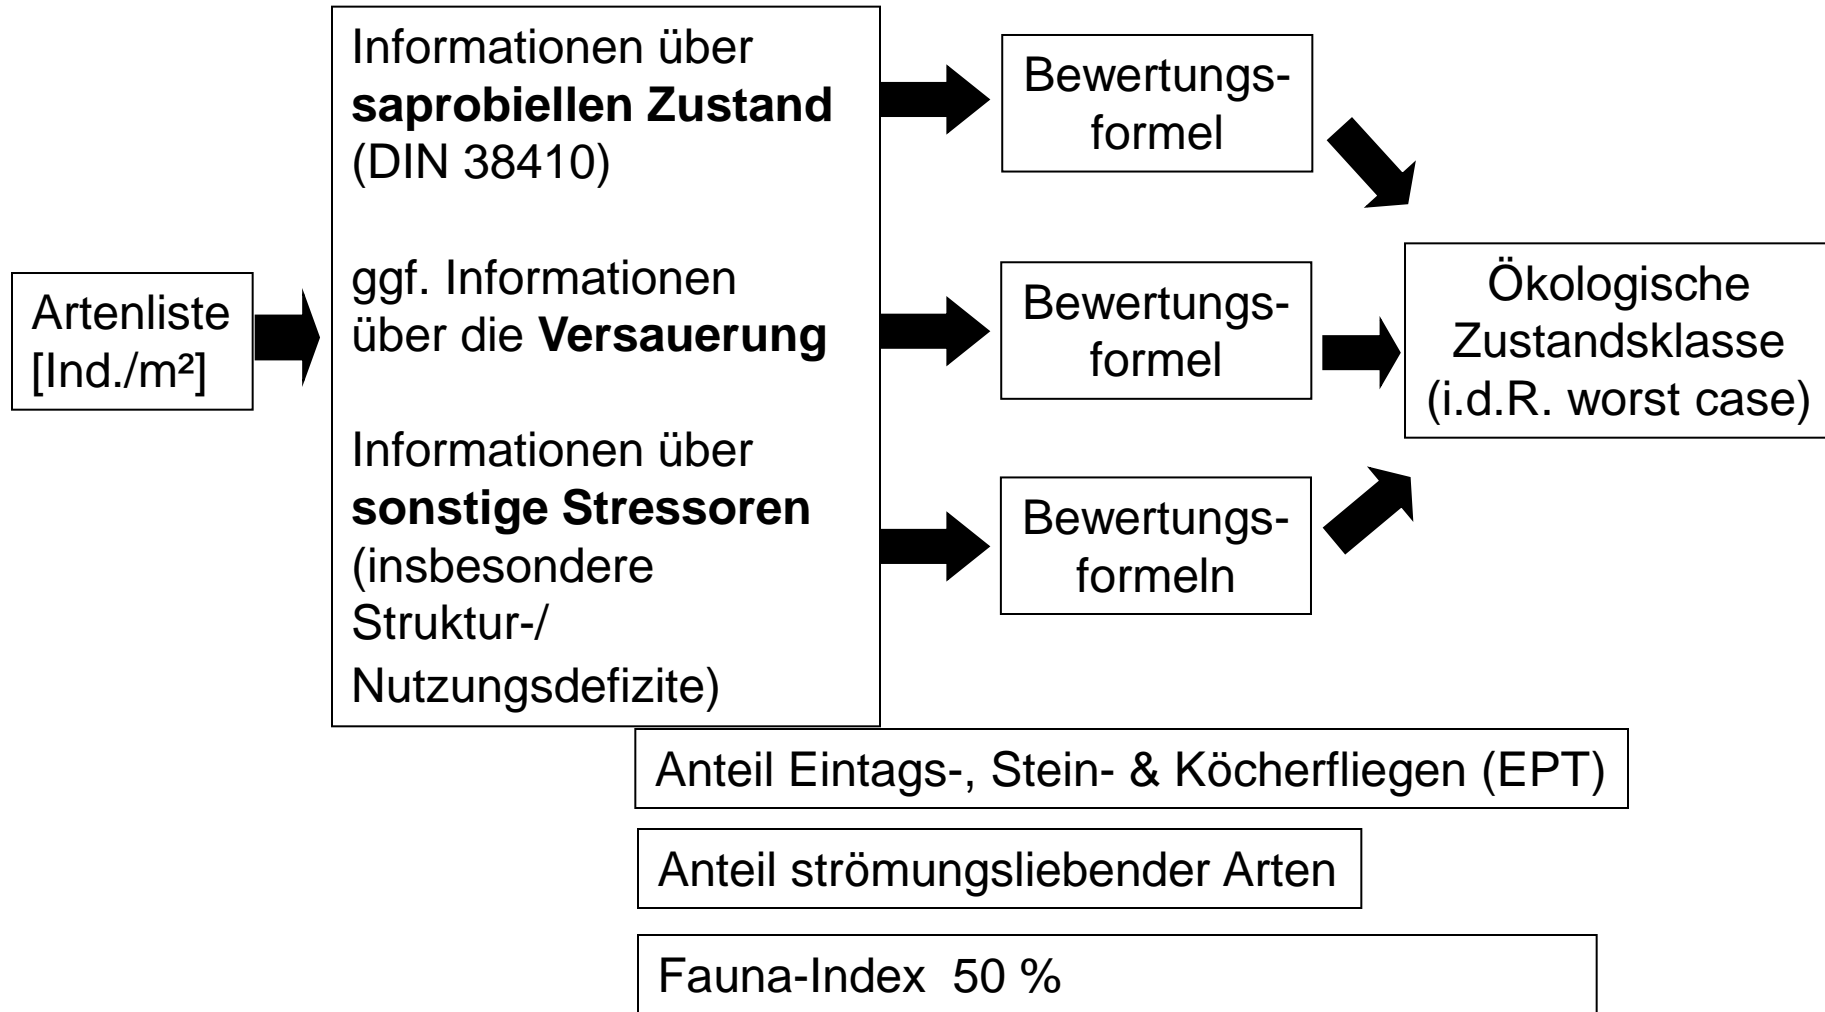 Artenliste
[Ind./m²]
Informationen über
saprobiellen Zustand
(DIN 38410)
ggf. Informationen
über die Versauerung
Informationen über
sonstige Stressoren
(insbesondere
Struktur-/
Nutzungsdefizite)
Bewertungs-
formel
Bewertungs-
formel
Bewertungs-
formeln
Ökologische
Zustandsklasse
(i.d.R. worst case)
Anteil Eintags-, Stein- & Köcherfliegen (EPT)
Anteil strömungsliebender Arten
Fauna-Index 50 %